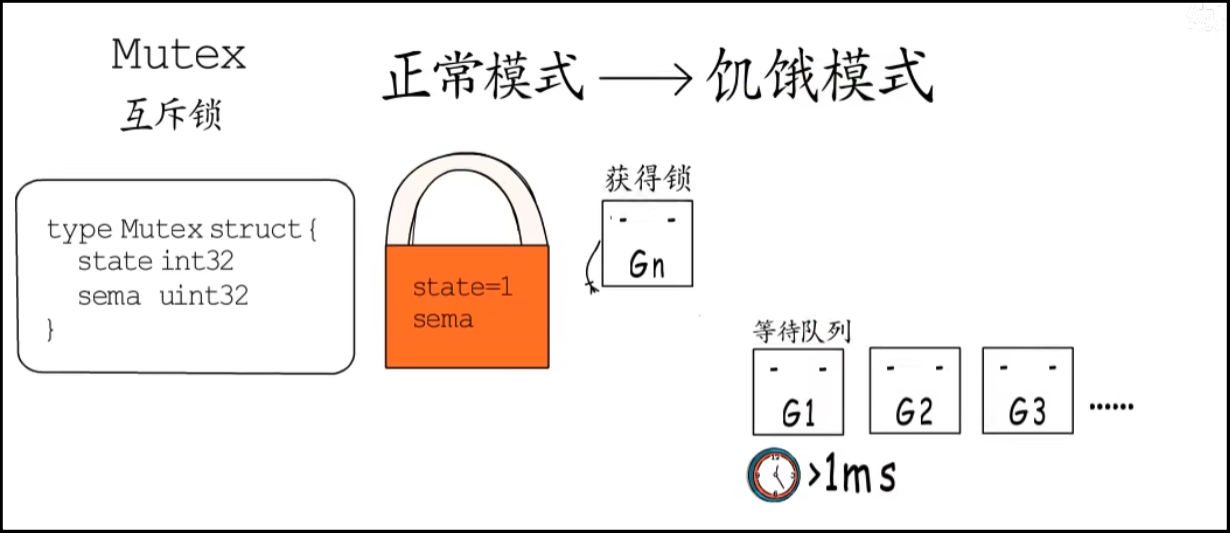 Mutex
互斥锁
正常模式 → 饥饿模式
type Mutex struct{
state int32
sema uint32
}
state=1
sema
获得锁
Gn
等待队列
G1 G2 G3 ......
>1ms